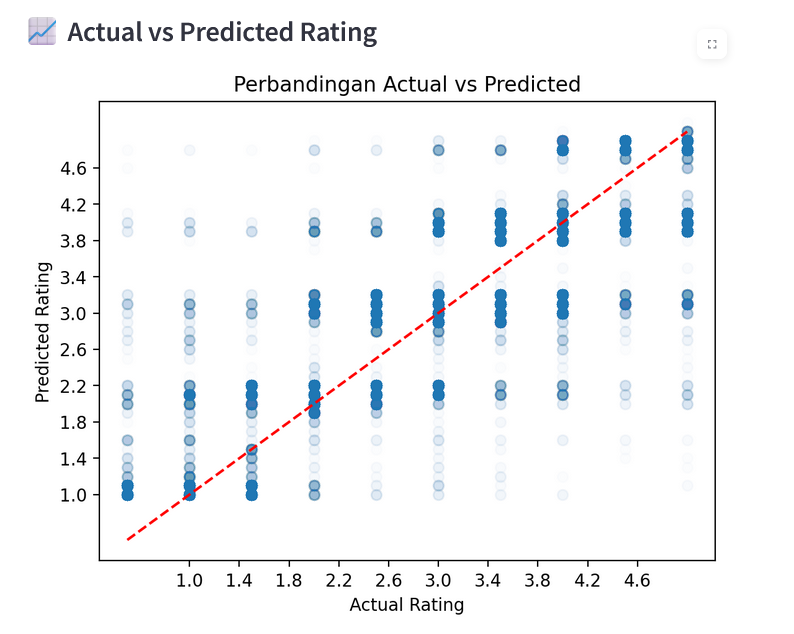 Actual vs Predicted Rating
Perbandingan Actual vs Predicted
4.6
4.2
3.8
3.4
3.0
2.6
2.2
1.8
1.4
1.0
Predicted Rating
1.0 1.4 1.8 2.2 2.6 3.0 3.4 3.8 4.2 4.6
Actual Rating